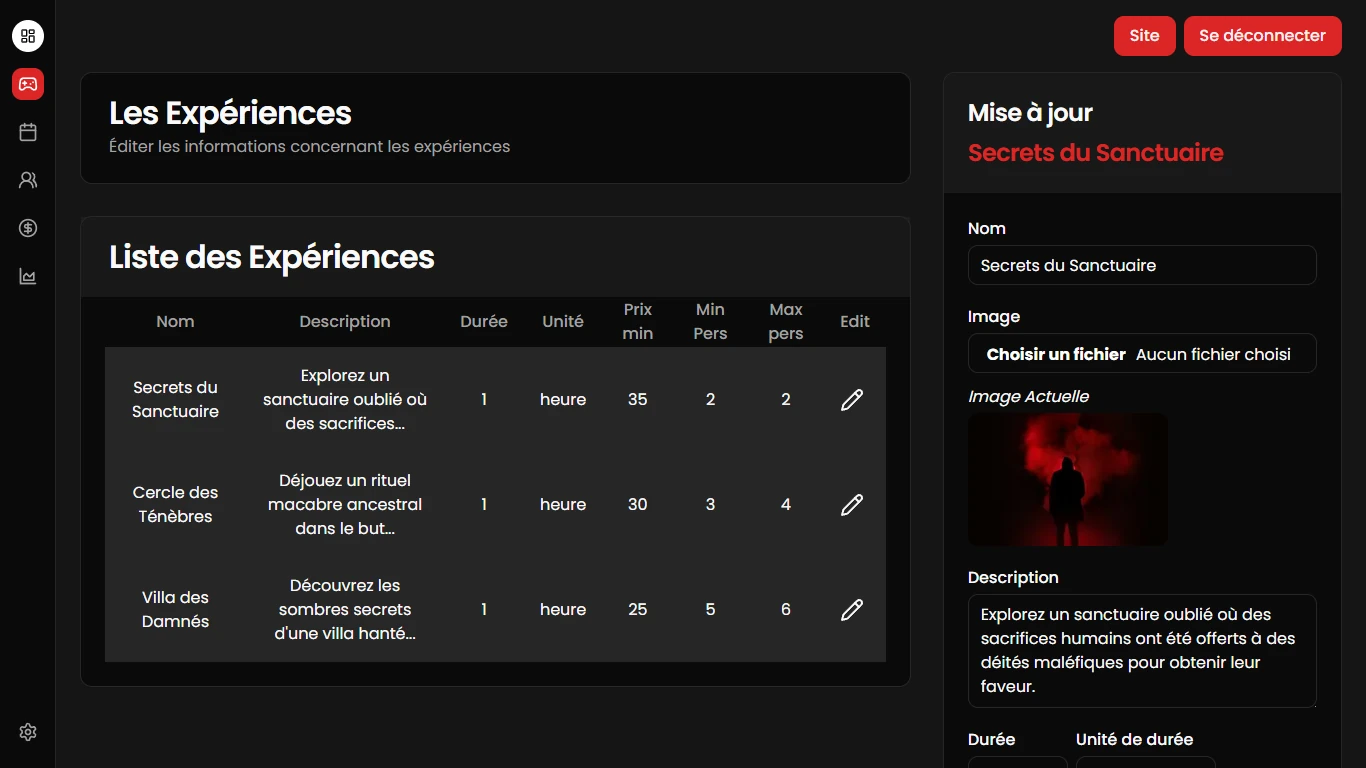 Site
Se déconnecter
Les Expériences
Éditer les informations concernant les expériences
Liste des Expériences
Nom
Description
Durée
Unité
Prix
min
Min
Pers
Max
pers
Edit
Secrets du
Sanctuaire
Explorez un
sanctuaire oublié où
des sacrifices...
1
heure
35
2
2
Cercle des
Ténèbres
Déjouez un rituel
macabre ancestral
dans le but...
1
heure
30
3
4
Villa des
Damnés
Découvrez les
sombres secrets
d'une villa hanté...
1
heure
25
5
6
Mise à jour
Secrets du Sanctuaire
Nom
Secrets du Sanctuaire
Image
Choisir un fichier Aucun fichier choisi
Image Actuelle
Description
Explorez un sanctuaire oublié où des
sacrifices humains ont été offerts à des
déités maléfiques pour obtenir leur
faveur.
Durée
Unité de durée